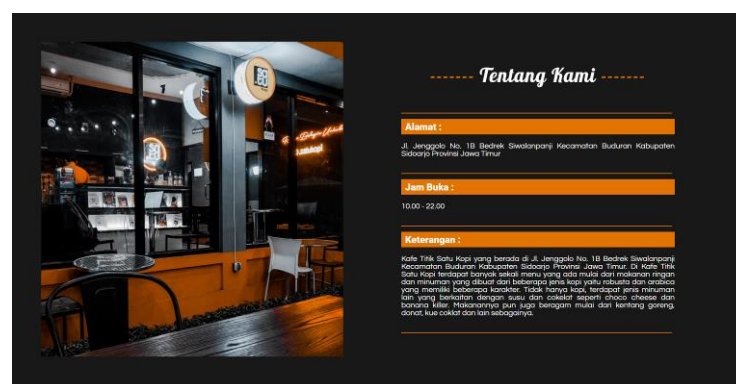 ------- Tentang Kami -------
Alamat :
Jl. Jenggolo No. 1B Bedrek Siwalanpanji Kecamatan Buduran Kabupaten
Sidoarjo Provinsi Jawa Timur
Jam Buka :
10.00 - 22.00
Keterangan :
Kafe Titik Satu Kopi yang berada di Jl. Jenggolo No. 1B Bedrek Siwalanpanji
Kecamatan Buduran Kabupaten Sidoarjo Provinsi Jawa Timur. Di Kafe Titik
Satu Kopi terdapat banyak sekali menu yang ada mulai dari makanan ringan
dan minuman yang dibuat dari beberapa jenis kopi yaitu robusta dan arabica
yang memiliki beberapa karakter. Tidak hanya kopi, terdapat jenis minuman
lain yang berkaitan dengan susu dan cokelat seperti choco cheese dan
banana killer. Makanannya pun juga beragam mulai dari kentang goreng,
donat, kue coklat dan lain sebagainya.